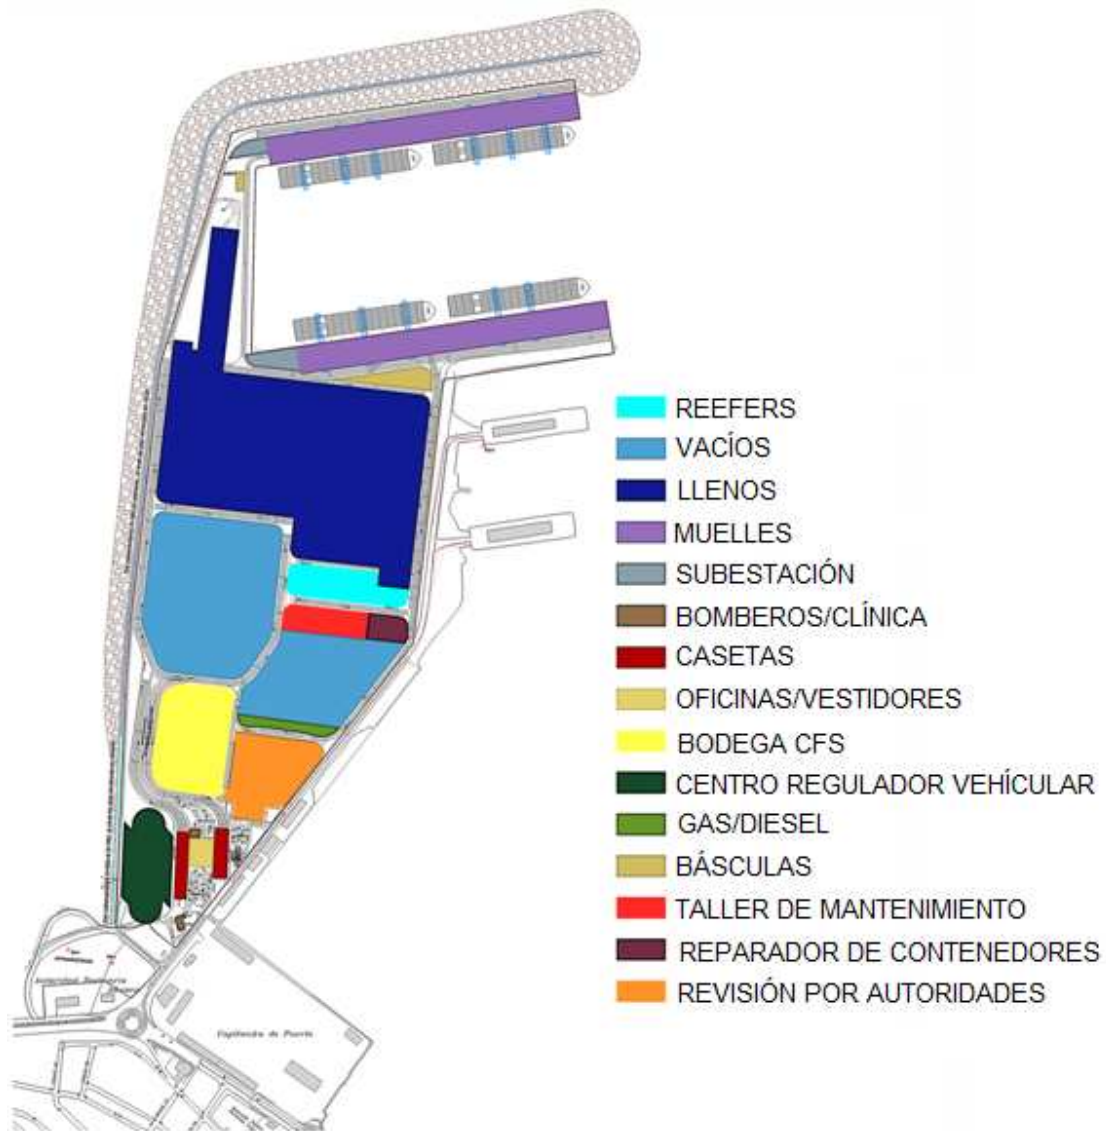 REEFERS
VACÍOS
LLENOS
MUELLES
SUBESTACIÓN
BOMBEROS/CLÍNICA
CASETAS
OFICINAS/VESTIDORES
BODEGA CFS
CENTRO REGULADOR VEHÍCULAR
GAS/DIESEL
BÁSCULAS
TALLER DE MANTENIMIENTO
REPARADOR DE CONTENEDORES
REVISIÓN POR AUTORIDADES